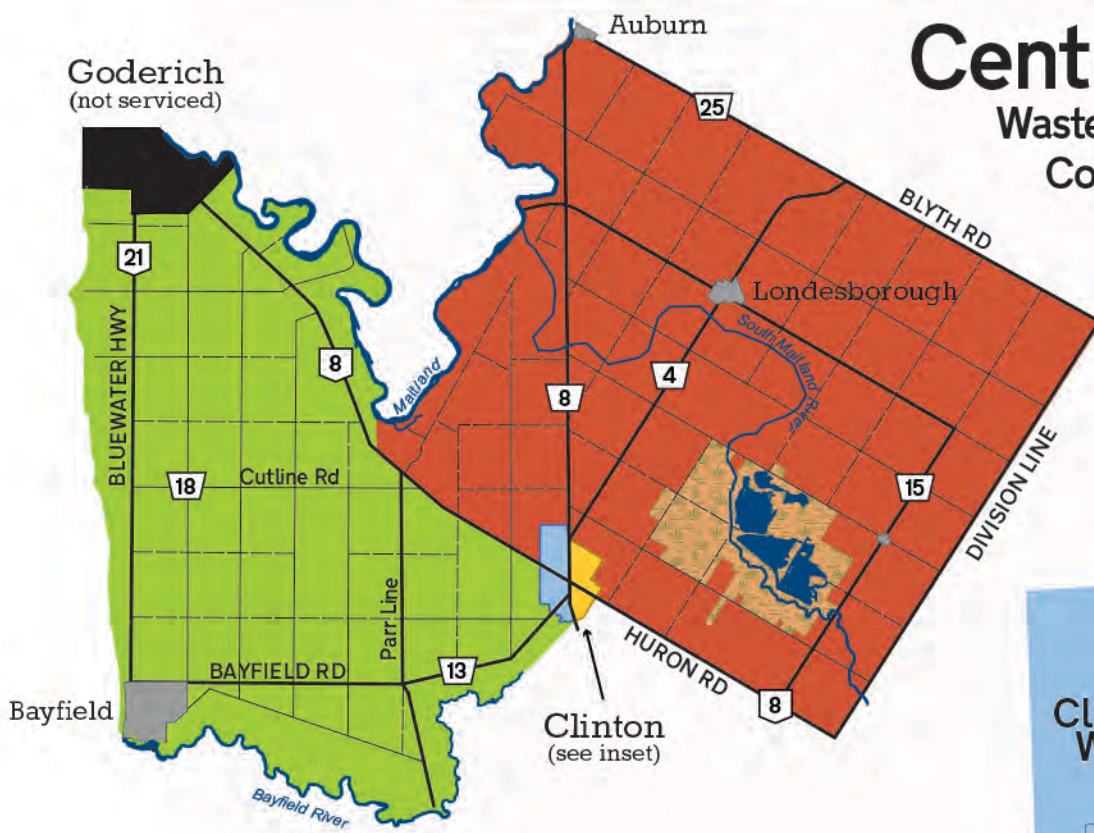 Auburn
Goderich
(not serviced)
Cent
Waste
Co
25
BLYTH RD
21
BLUEWATER HWY
8
Londesborough
South Maitland River
4
8
Maitland
18
Cutline Rd
15
DIVISION LINE
Parr Line
HURON RD
BAYFIELD RD
13
8
Bayfield
Clinton
(see inset)
Cl
W
Bayfield River